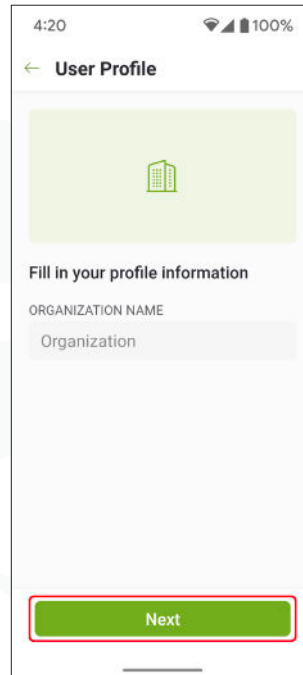 4:20
100%
User Profile
Fill in your profile information
ORGANIZATION NAME
Organization
Next